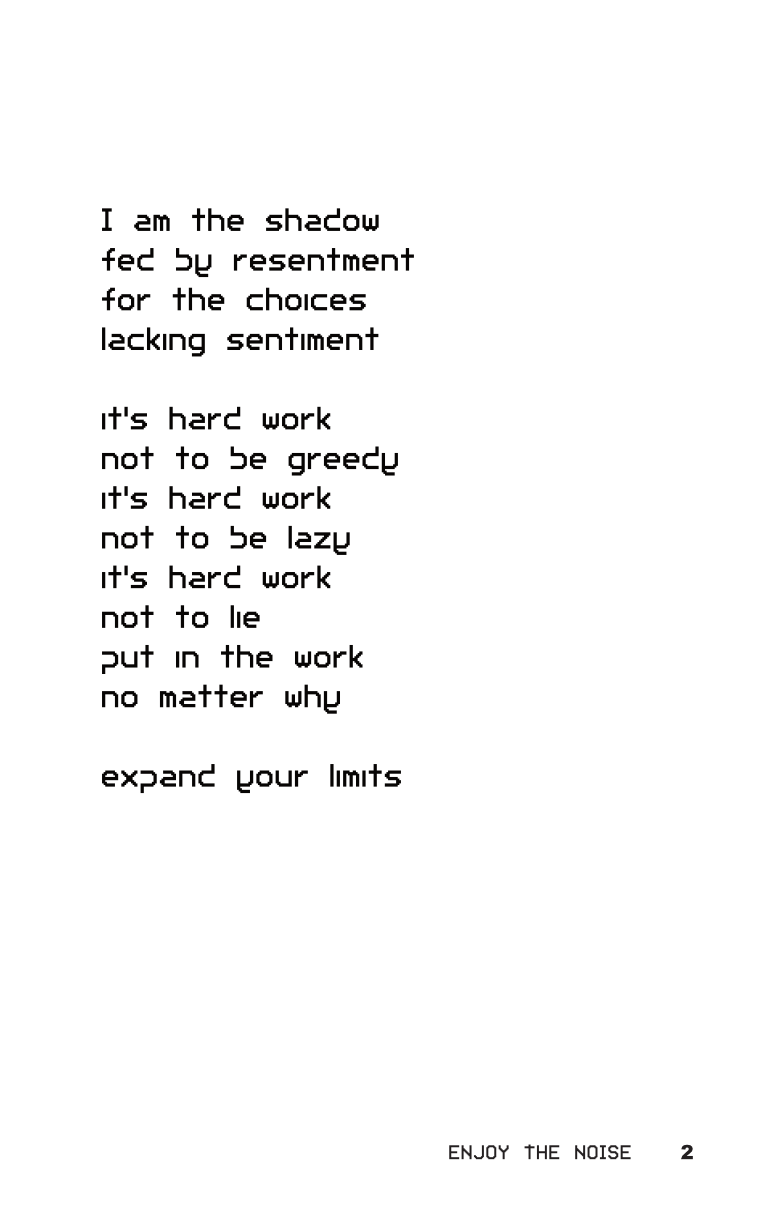 I am the shadow
fed by resentment
for the choices
lacking sentiment
it's hard work
not to be greedy
it's hard work
not to be lazy
it's hard work
not to lie
put in the work
no matter why
expand your limits
ENJOY THE NOISE 2